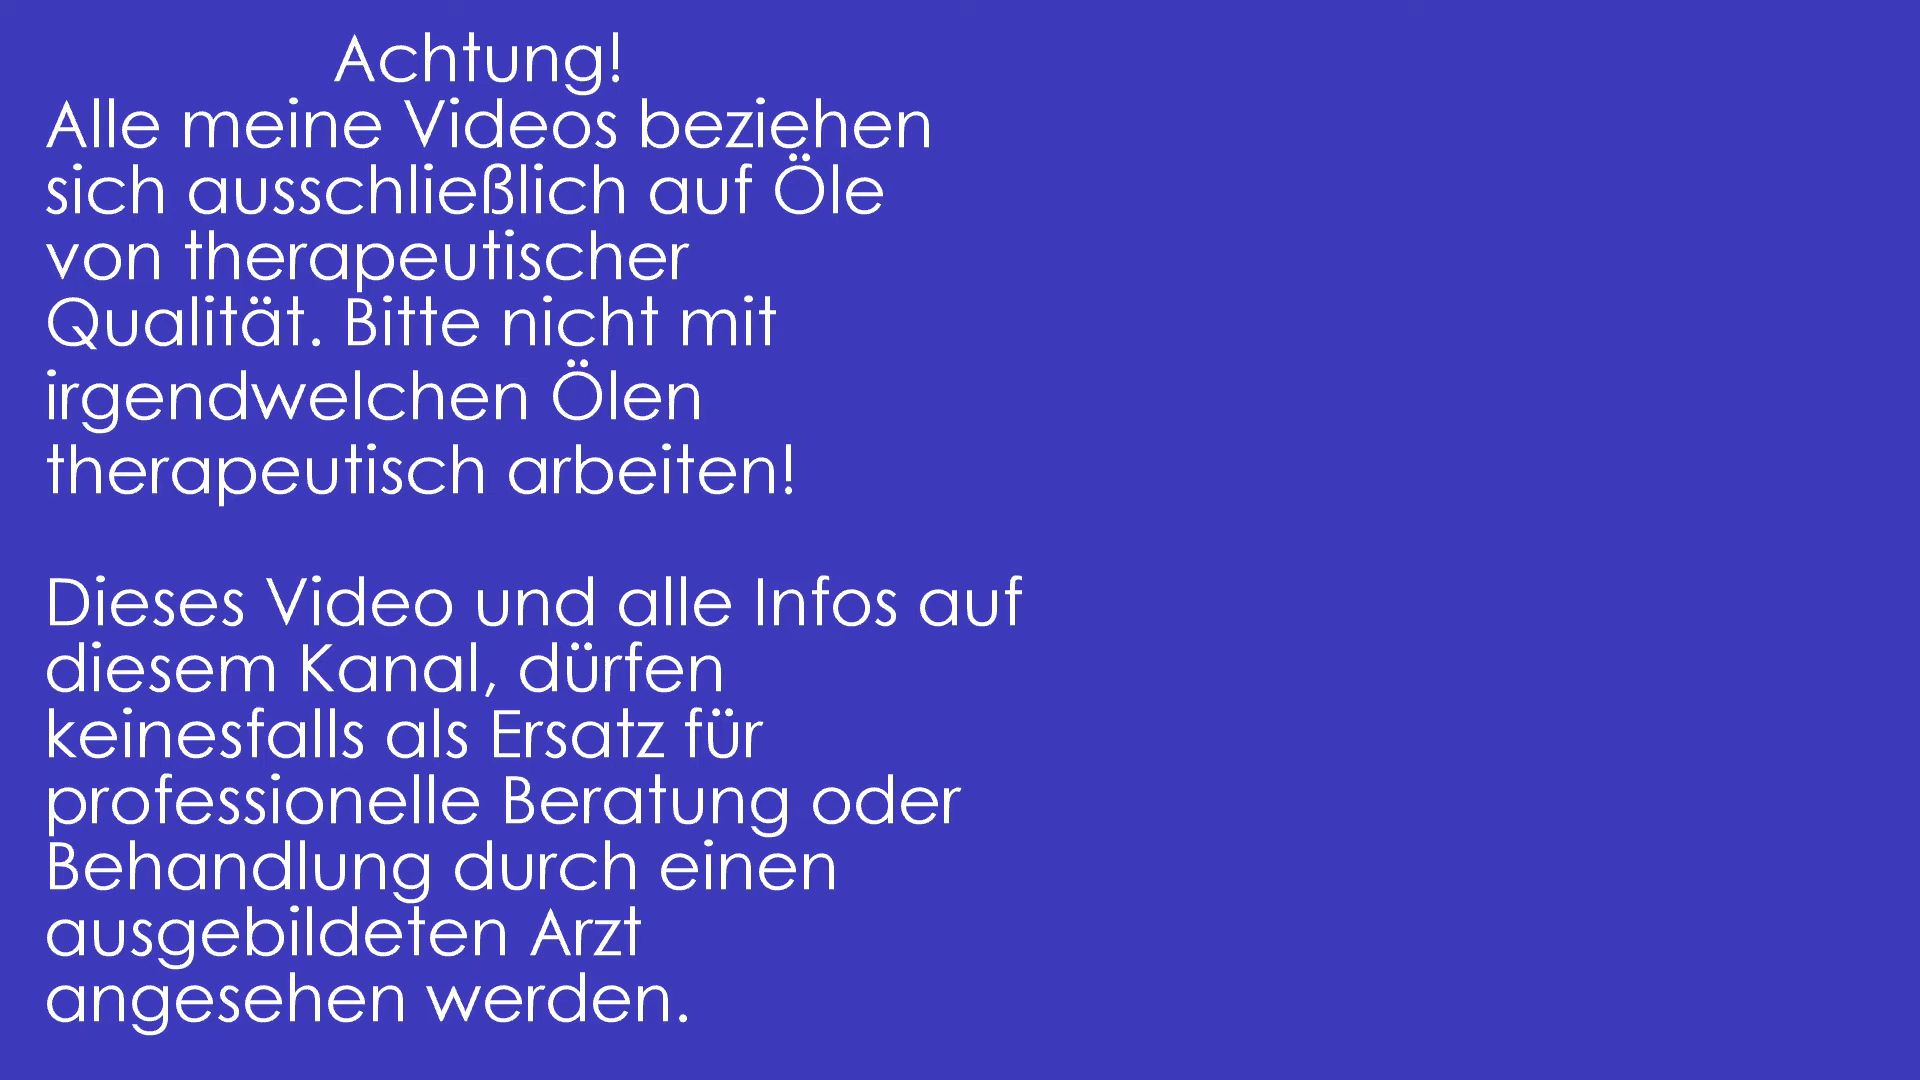 Achtung!
Alle meine Videos beziehen
sich ausschließlich auf Öle
von therapeutischer
Qualität. Bitte nicht mit
irgendwelchen Ölen
therapeutisch arbeiten!
Dieses Video und alle Infos auf
diesem Kanal, dürfen
keinesfalls als Ersatz für
professionelle Beratung oder
Behandlung durch einen
ausgebildeten Arzt
angesehen werden.